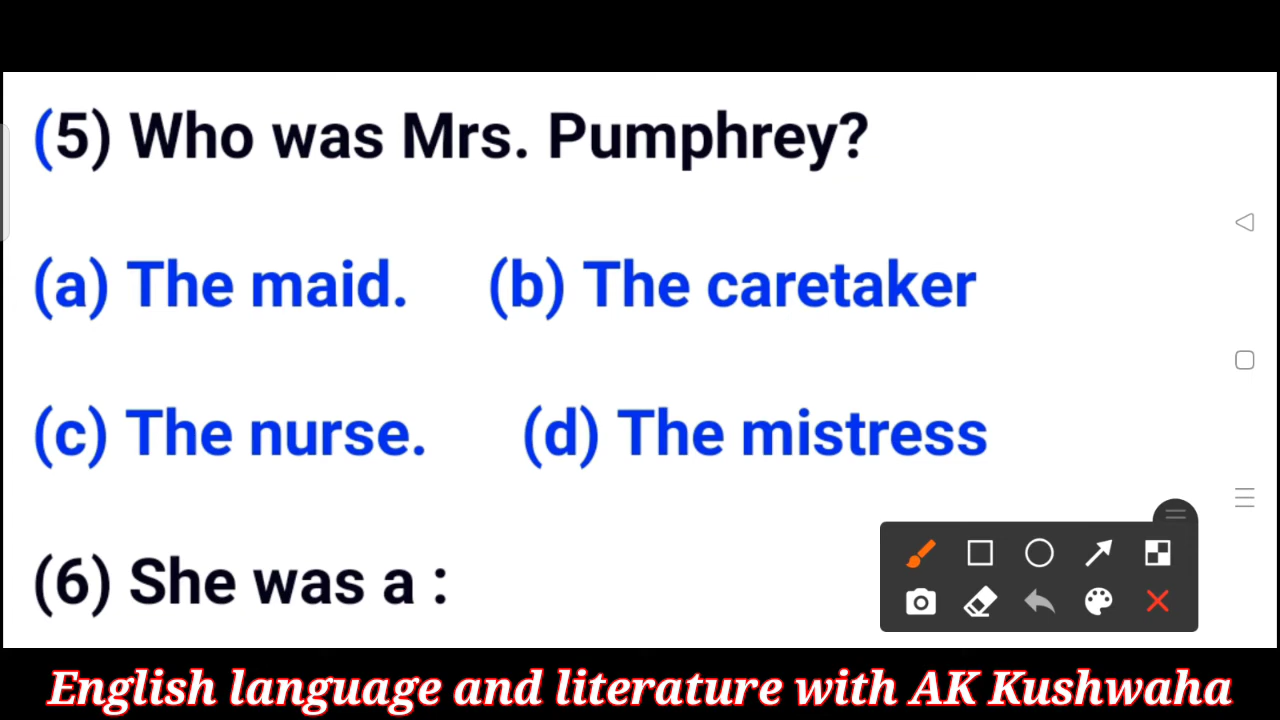 (5) Who was Mrs. Pumphrey?
(a) The maid. (b) The caretaker
(c) The nurse. (d) The mistress
(6) She was a :
English language and literature with AK Kushwaha